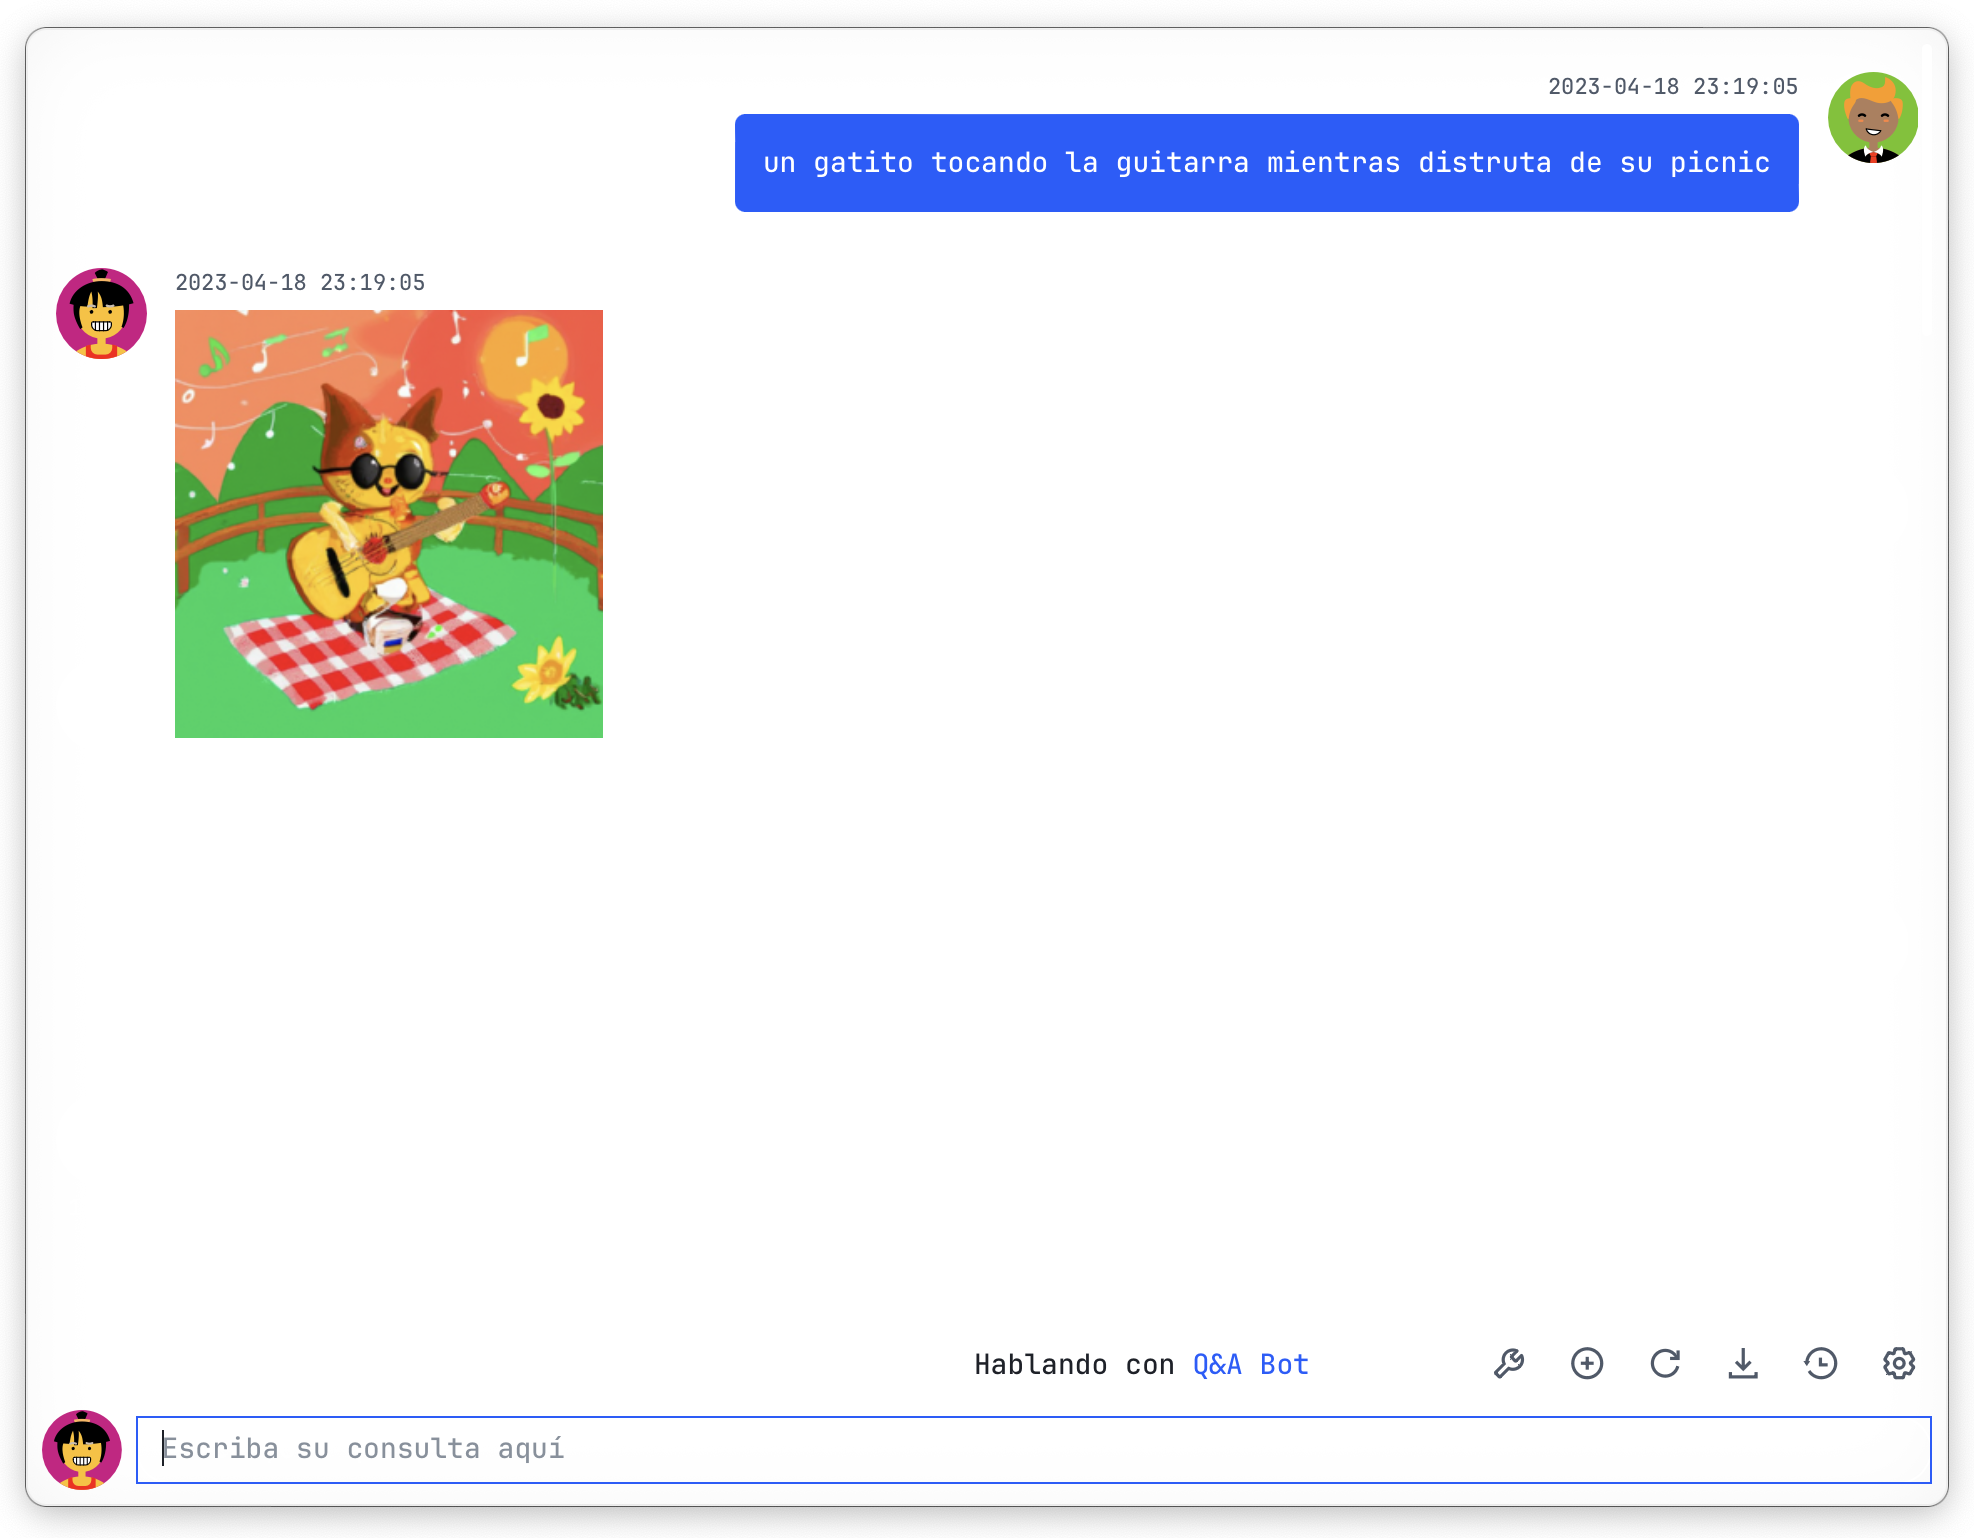 2023-04-18 23:19:05
un gatito tocando la guitarra mientras distruta de su picnic
2023-04-18 23:19:05
Hablando con Q&A Bot
Escriba su consulta aquí